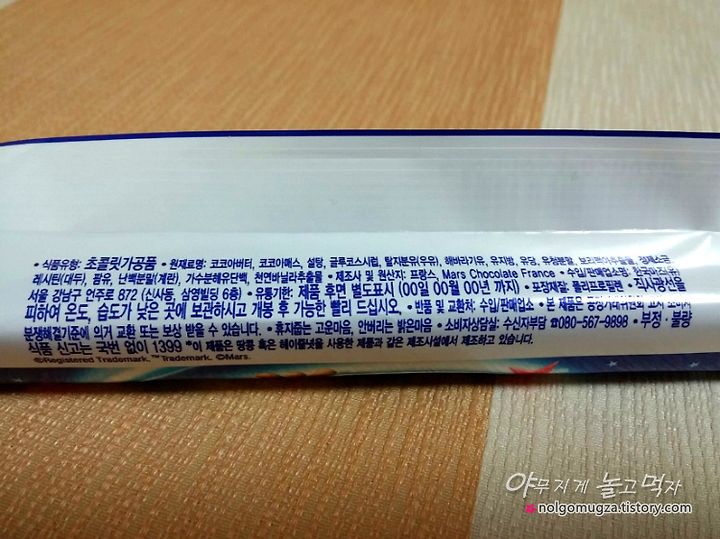 • 식품유형: 초콜릿가공품 • 원재료명: 코코아버터, 코코아매스, 설탕, 글루코스시럽, 탈지분유(우유), 해바라기유, 유지방, 유당, 유청분말, 정제소금
레시틴(대두), 팜유, 난백분말(계란), 가수분해유단백, 천연바닐라추출물 • 제조사 및 원산지: 프랑스, Mars Chocolate France • 수입/판매업소명:
서울 강남구 언주로 872 (신사동, 삼영빌딩 6층) • 유통기한: 제품 후면 별도표시 (00일 00월 00년 까지) • 포장재질: 폴리프로필렌 • 직사광선을
피하여 온도, 습도가 낮은 곳에 보관하시고 개봉 후 가능한 빨리 드십시오. • 반품 및 교환처: 수입/판매업소 • 본 제품은
분쟁해결기준에 의거 교환 또는 보상 받을 수 있습니다. • 휴지줍는 고운마음, 안버리는 밝은마음 • 소비자상담실: 수신자부담 ☎080-567-9898 • 부정·불량
식품 신고는 국번 없이 1399 *이 제품은 땅콩 혹은 헤이즐넛을 사용한 제품과 같은 제조시설에서 제조하고 있습니다.
®Registered Trademark. ™Trademark. ©Mars.
야무지게 놀고먹자
nolgomugza.tistory.com